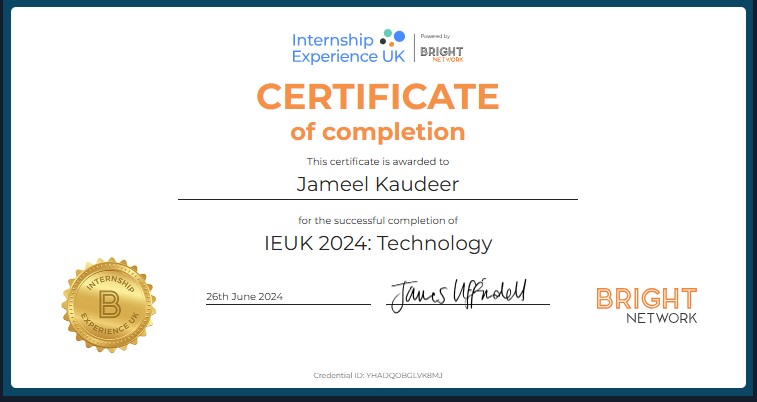 Internship
Experience UK
Powered by
BRIGHT
NETWORK
CERTIFICATE
of completion
This certificate is awarded to
Jameel Kaudeer
for the successful completion of
IEUK 2024: Technology
INTERNSHIP
B
EXPERIENCE UK
26th June 2024
James Uffindell
BRIGHT
NETWORK
Credential ID: YHADQOBGLVK8MJ